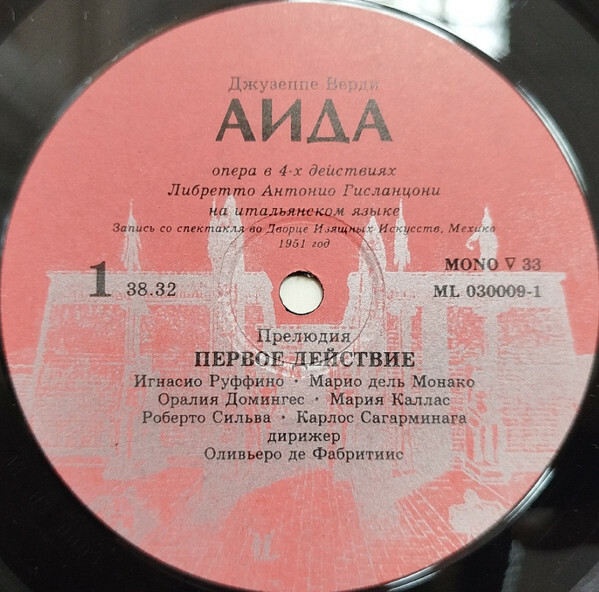 Джузеппе Верди
АИДА
опера в 4-х действиях
Либретто Антонио Гисланцони
на итальянском языке
Запись со спектакля во Дворце Изящных Искусств, Мехико
1951 год
1 38.32
MONO ∇ 33
ML 030009-1
Прелюдия
ПЕРВОЕ ДЕЙСТВИЕ
Игнасио Руффино · Марио дель Монако
Оралия Домингес · Мария Каллас
Роберто Сильва · Карлос Сагарминага
дирижер
Оливьеро де Фабритиис